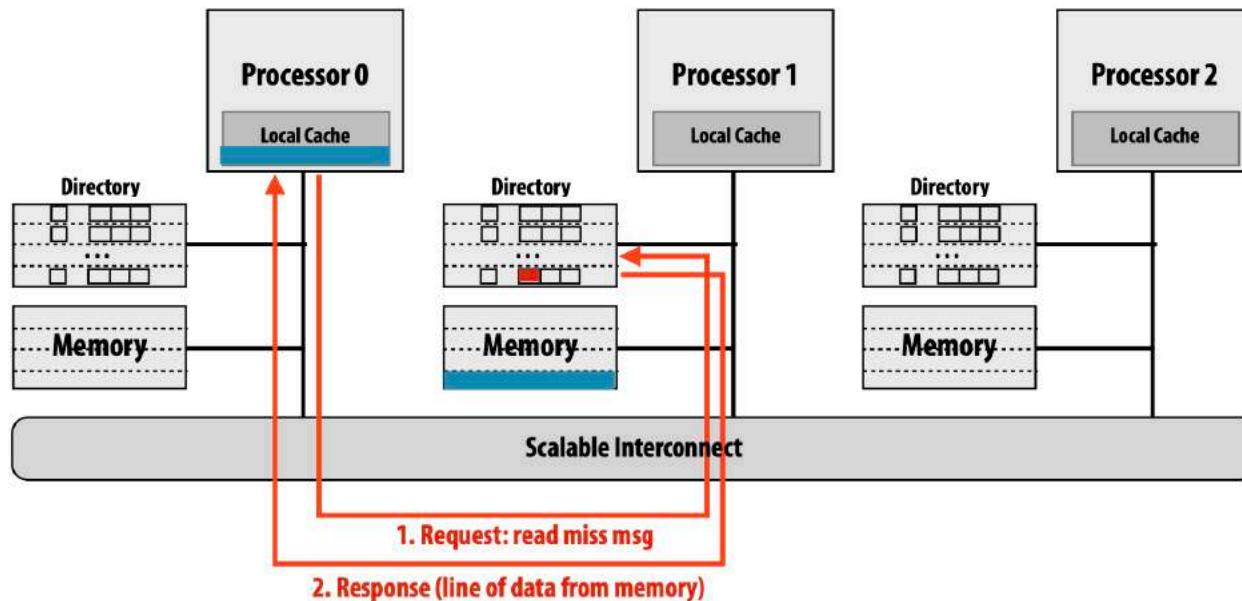 Processor 0
Processor 1
Processor 2
Local Cache
Local Cache
Local Cache
Directory
Directory
Directory
...
...
...
Memory
Memory
Memory
Scalable Interconnect
1. Request: read miss msg
2. Response (line of data from memory)